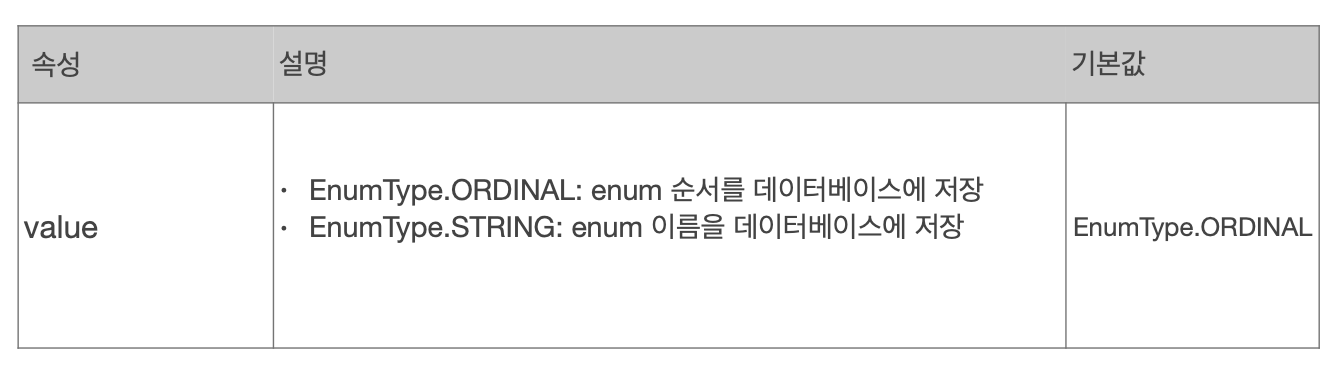 속성 설명 기본값
value
· EnumType.ORDINAL: enum 순서를 데이터베이스에 저장
· EnumType.STRING: enum 이름을 데이터베이스에 저장
EnumType.ORDINAL